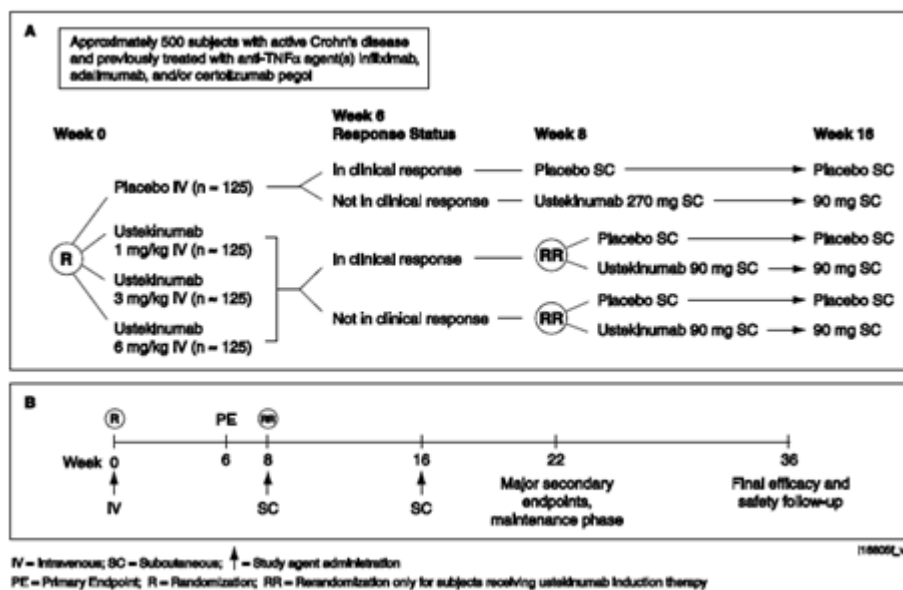 A
Approximately 500 subjects with active Crohn's disease
and previously treated with anti-TNFα agent(s) infliximab,
adalimumab, and/or certolizumab pegol
Week 0
Week 6
Response Status
Week 8
Week 16
Placebo IV (n = 125)
In clinical response
Placebo SC
Placebo SC
Not in clinical response
Ustekinumab 270 mg SC
90 mg SC
R
Ustekinumab
1 mg/kg IV (n = 125)
Ustekinumab
3 mg/kg IV (n = 125)
Ustekinumab
6 mg/kg IV (n = 125)
In clinical response
RR
Placebo SC
Placebo SC
Ustekinumab 90 mg SC
90 mg SC
Not in clinical response
RR
Placebo SC
Placebo SC
Ustekinumab 90 mg SC
90 mg SC
B
R
PE
RR
Week 0 6 8 16 22 36
IV
SC
SC
Major secondary
endpoints,
maintenance phase
Final efficacy and
safety follow-up
IV = Intravenous; SC = Subcutaneous; ↑ = Study agent administration
PE = Primary Endpoint; R = Randomization; RR = Rerandomization only for subjects receiving ustekinumab induction therapy